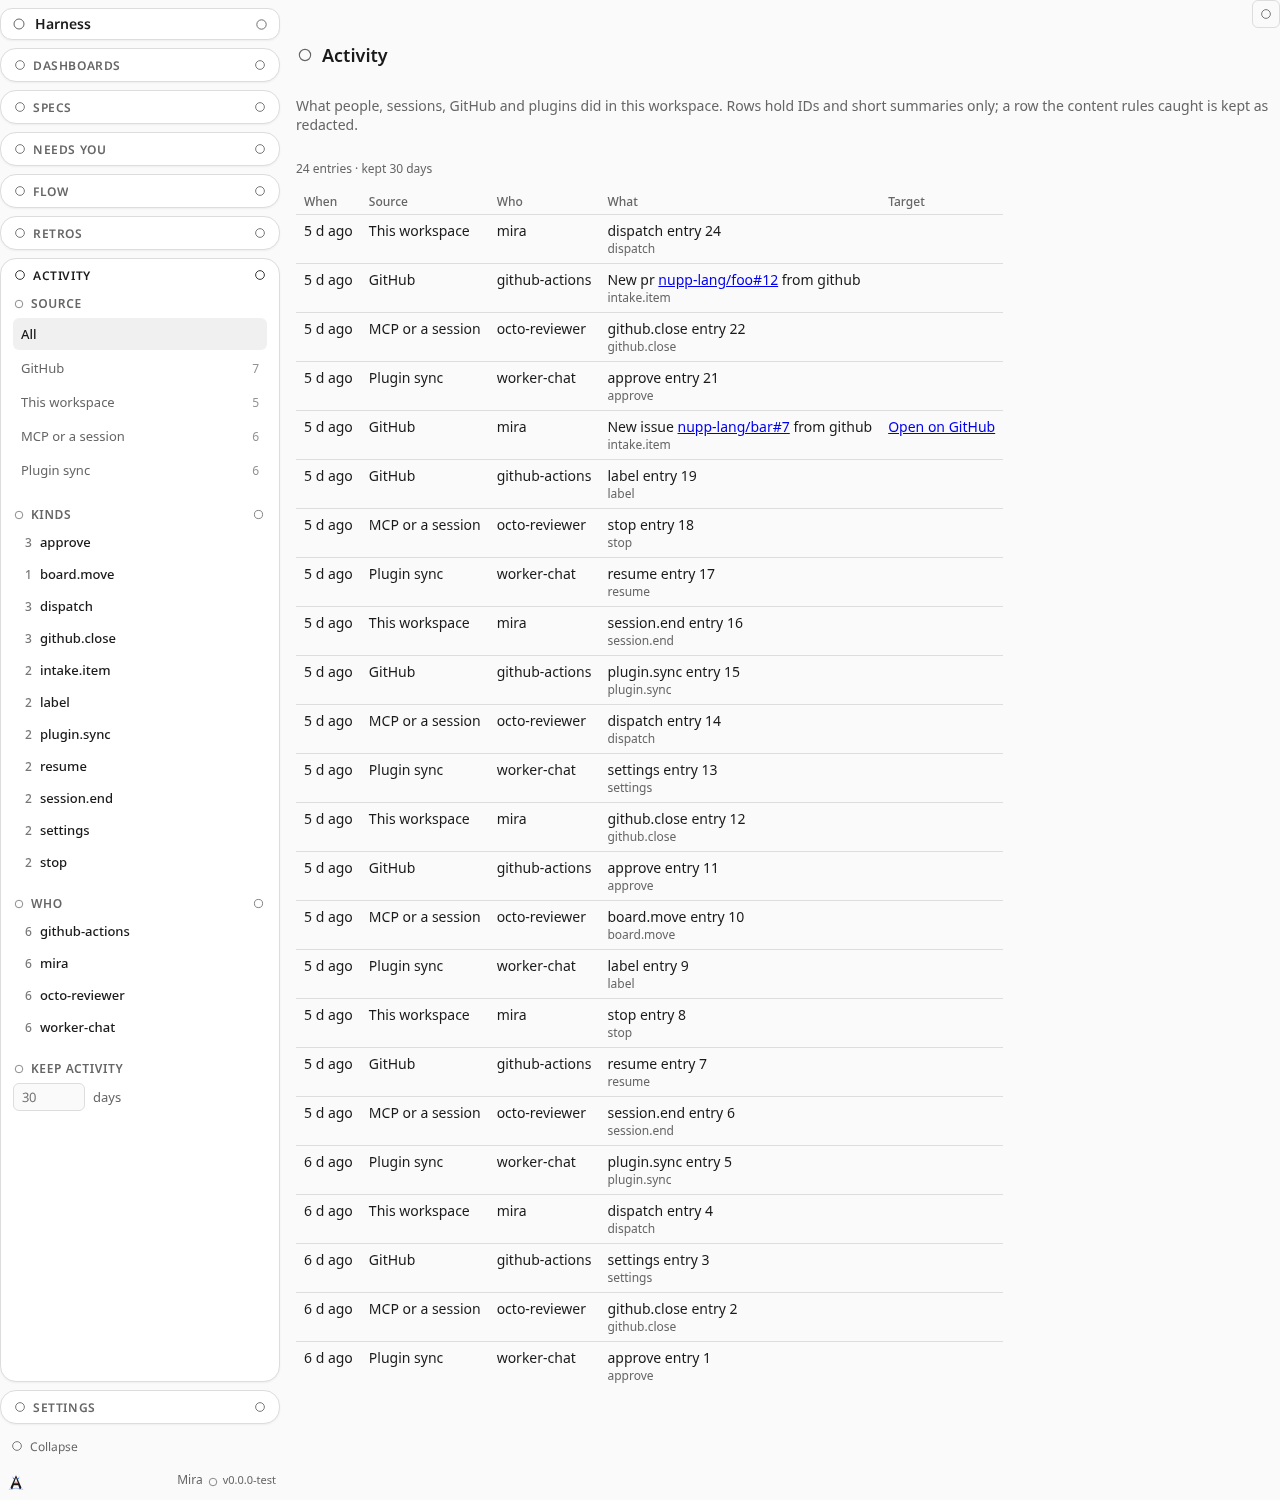 Harness
DASHBOARDS
SPECS
NEEDS YOU
FLOW
RETROS
ACTIVITY
SOURCE
All
GitHub 7
This workspace 5
MCP or a session 6
Plugin sync 6
KINDS
3 approve
1 board.move
3 dispatch
3 github.close
2 intake.item
2 label
2 plugin.sync
2 resume
2 session.end
2 settings
2 stop
WHO
6 github-actions
6 mira
6 octo-reviewer
6 worker-chat
KEEP ACTIVITY
30 days
SETTINGS
Collapse
A Mira v0.0.0-test
Activity
What people, sessions, GitHub and plugins did in this workspace. Rows hold IDs and short summaries only; a row the content rules caught is kept as
redacted.
24 entries · kept 30 days
When Source Who What Target
5 d ago This workspace mira dispatch entry 24
dispatch
5 d ago GitHub github-actions New pr nupp-lang/foo#12 from github
intake.item
5 d ago MCP or a session octo-reviewer github.close entry 22
github.close
5 d ago Plugin sync worker-chat approve entry 21
approve
5 d ago GitHub mira New issue nupp-lang/bar#7 from github Open on GitHub
intake.item
5 d ago GitHub github-actions label entry 19
label
5 d ago MCP or a session octo-reviewer stop entry 18
stop
5 d ago Plugin sync worker-chat resume entry 17
resume
5 d ago This workspace mira session.end entry 16
session.end
5 d ago GitHub github-actions plugin.sync entry 15
plugin.sync
5 d ago MCP or a session octo-reviewer dispatch entry 14
dispatch
5 d ago Plugin sync worker-chat settings entry 13
settings
5 d ago This workspace mira github.close entry 12
github.close
5 d ago GitHub github-actions approve entry 11
approve
5 d ago MCP or a session octo-reviewer board.move entry 10
board.move
5 d ago Plugin sync worker-chat label entry 9
label
5 d ago This workspace mira stop entry 8
stop
5 d ago GitHub github-actions resume entry 7
resume
5 d ago MCP or a session octo-reviewer session.end entry 6
session.end
6 d ago Plugin sync worker-chat plugin.sync entry 5
plugin.sync
6 d ago This workspace mira dispatch entry 4
dispatch
6 d ago GitHub github-actions settings entry 3
settings
6 d ago MCP or a session octo-reviewer github.close entry 2
github.close
6 d ago Plugin sync worker-chat approve entry 1
approve